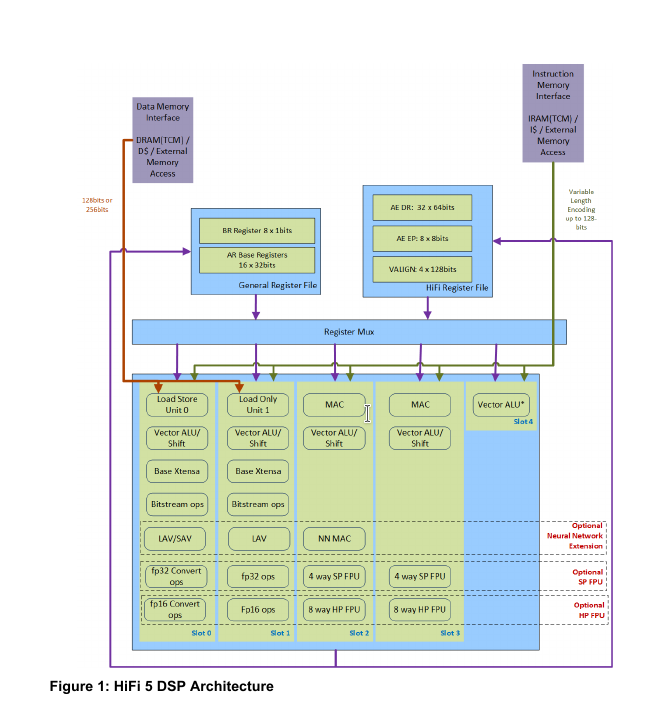 Instruction
Memory
Interface
IRAM(TCM) /
I$ / External
Memory
Access
Data Memory
Interface
DRAM(TCM) /
D$ / External
Memory
Access
128bits or
256bits
Variable
Length
Encoding
up to 128-
bits
BR Register 8 x 1bits
AR Base Registers
16 x 32bits
General Register File
AE DR: 32 x 64bits
AE EP: 8 x 8bits
VALIGN: 4 x 128bits
HiFi Register File
Register Mux
Load Store
Unit 0
Vector ALU/
Shift
Base Xtensa
Bitstream ops
LAV/SAV
fp32 Convert
ops
fp16 Convert
ops
Slot 0
Load Only
Unit 1
Vector ALU/
Shift
Base Xtensa
Bitstream ops
LAV
fp32 ops
Fp16 ops
Slot 1
MAC
Vector ALU/
Shift
NN MAC
4 way SP FPU
8 way HP FPU
Slot 2
MAC
Vector ALU/
Shift
4 way SP FPU
8 way HP FPU
Slot 3
Vector ALU*
Slot 4
Optional
Neural Network
Extension
Optional
SP FPU
Optional
HP FPU
Figure 1: HiFi 5 DSP Architecture